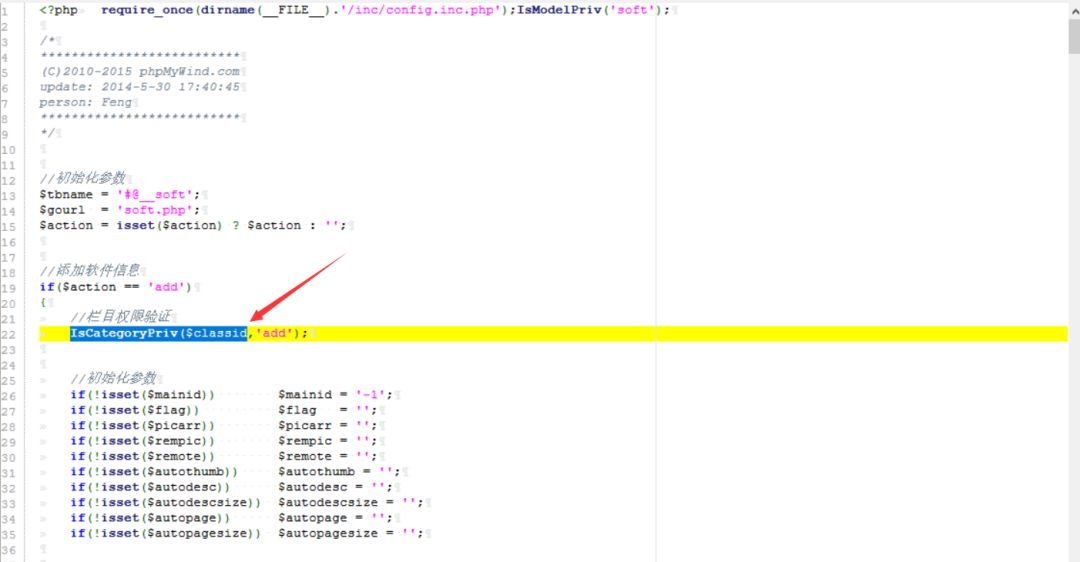 1 <?php require_once(dirname(__FILE__).'/inc/config.inc.php');IsModelPriv('soft');
2
3 /*
4 **************************
5 (C)2010-2015 phpMyWind.com
6 update: 2014-5-30 17:40:45
7 person: Feng
8 **************************
9 */
10
11
12 //初始化参数
13 $tbname = '#@__soft';
14 $gourl  = 'soft.php';
15 $action = isset($action) ? $action : '';
16
17
18 //添加软件信息
19 if($action == 'add')
20 {
21 //栏目权限验证
22 IsCategoryPriv($classid,'add');
23
24
25 //初始化参数
26 if(!isset($mainid)) $mainid = '-1';
27 if(!isset($flag)) $flag   = '';
28 if(!isset($picarr)) $picarr = '';
29 if(!isset($rempic)) $rempic = '';
30 if(!isset($remote)) $remote = '';
31 if(!isset($autothumb)) $autothumb = '';
32 if(!isset($autodesc)) $autodesc = '';
33 if(!isset($autodescsize)) $autodescsize = '';
34 if(!isset($autopage)) $autopage = '';
35 if(!isset($autopagesize)) $autopagesize = '';
36